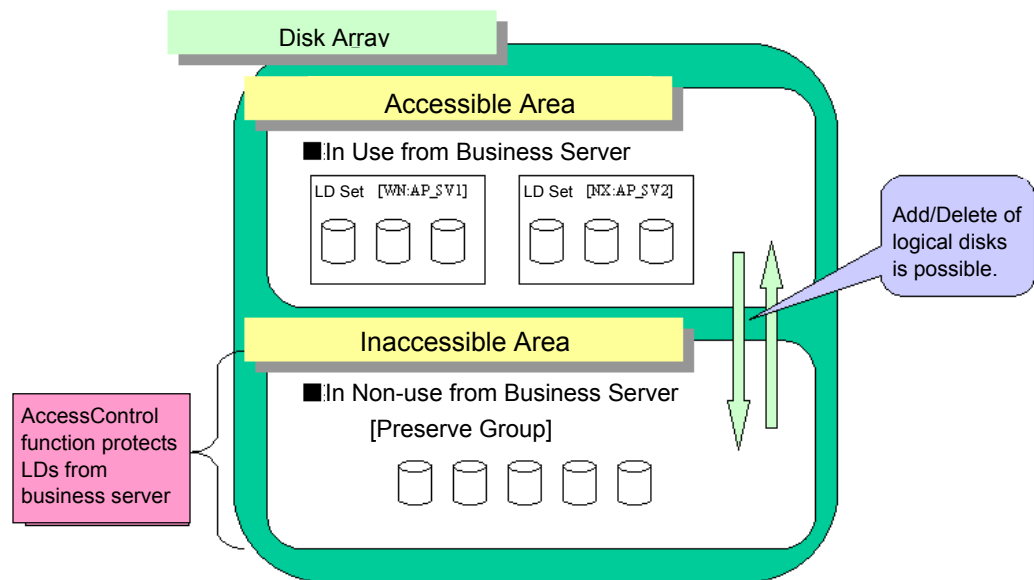 Disk Array
Accessible Area
■In Use from Business Server
LD Set [WN:AP_SV1]
LD Set [NX:AP_SV2]
Add/Delete of
logical disks
is possible.
Inaccessible Area
■In Non-use from Business Server
[Preserve Group]
AccessControl
function protects
LDs from
business server